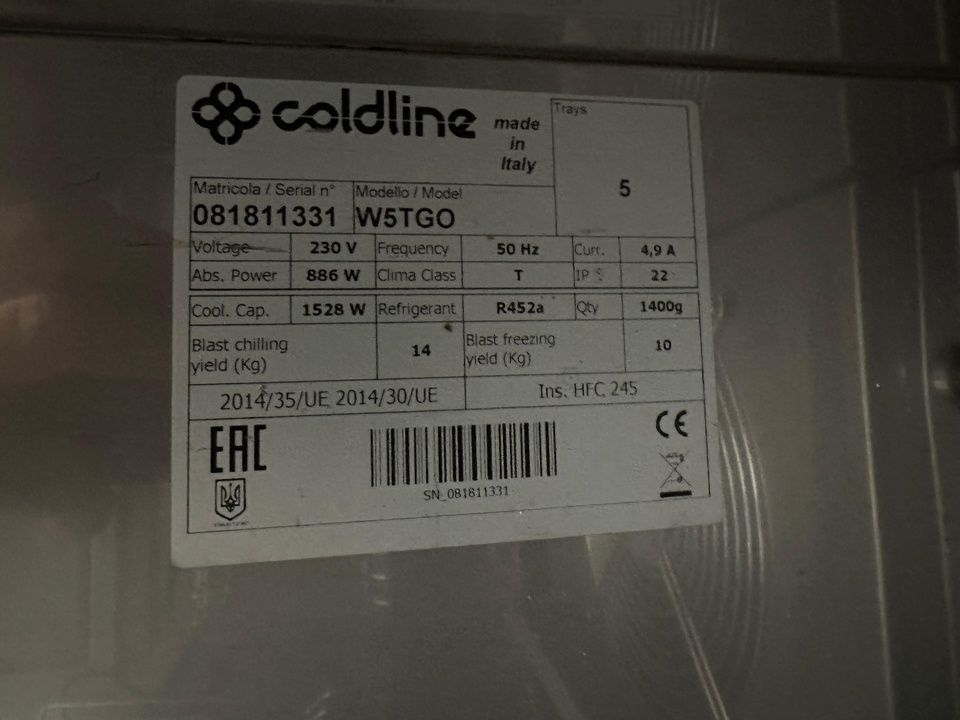 coldline
made
in
Italy
Trays
5
Matricola / Serial n° Modello / Model
081811331 W5TGO
Voltage 230 V Frequency 50 Hz Curr. 4,9 A
Abs. Power 886 W Clima Class T IP 22
Cool. Cap. 1528 W Refrigerant R452a Qty 1400g
Blast chilling
yield (Kg)
14
Blast freezing
yield (Kg)
10
2014/35/UE 2014/30/UE Ins. HFC 245
EAC
CE
SN_081811331